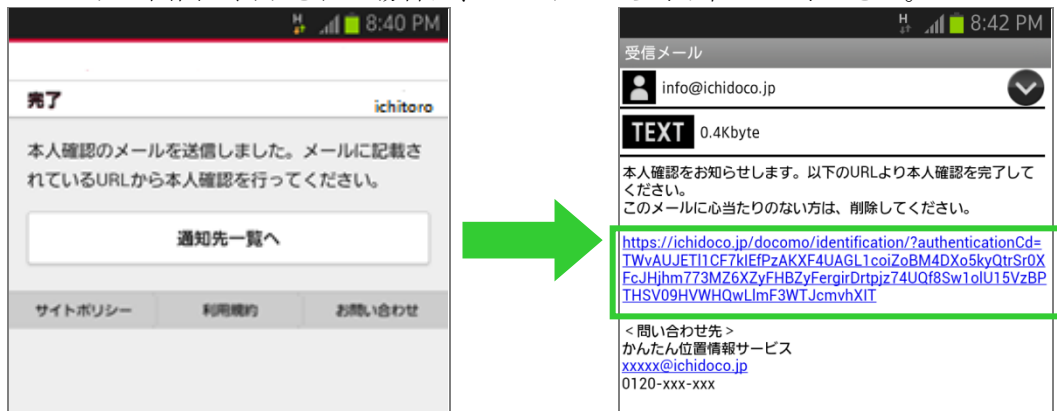 H 8:40 PM
完了
ichitoro
本人確認のメールを送信しました。メールに記載さ
れているURLから本人確認を行ってください。
通知先一覧へ
サイトポリシー 利用規約 お問い合わせ
H 8:42 PM
受信メール
info@ichidoco.jp
TEXT 0.4Kbyte
本人確認をお知らせします。以下のURLより本人確認を完了して
ください。
このメールに心当たりのない方は、削除してください。
https://ichidoco.jp/docomo/identification/?authenticationCd=
TWvAUJETl1CF7kIEfPzAKXF4UAGL1coiZoBM4DXo5kyQtrSr0X
FcJHjhm773MZ6XZyFHBZyFergirDrtpjz74UQf8Sw1olU15VzBP
THSV09HVWHQwLlmF3WTJcmvhXIT
<問い合わせ先>
かんたん位置情報サービス
xxxxx@ichidoco.jp
0120-xxx-xxx